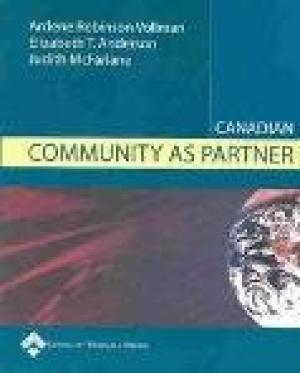 Ardene Robinson Vollman
Elizabeth T. Anderson
Judith McFarlane
CANADIAN
COMMUNITY AS PARTNER